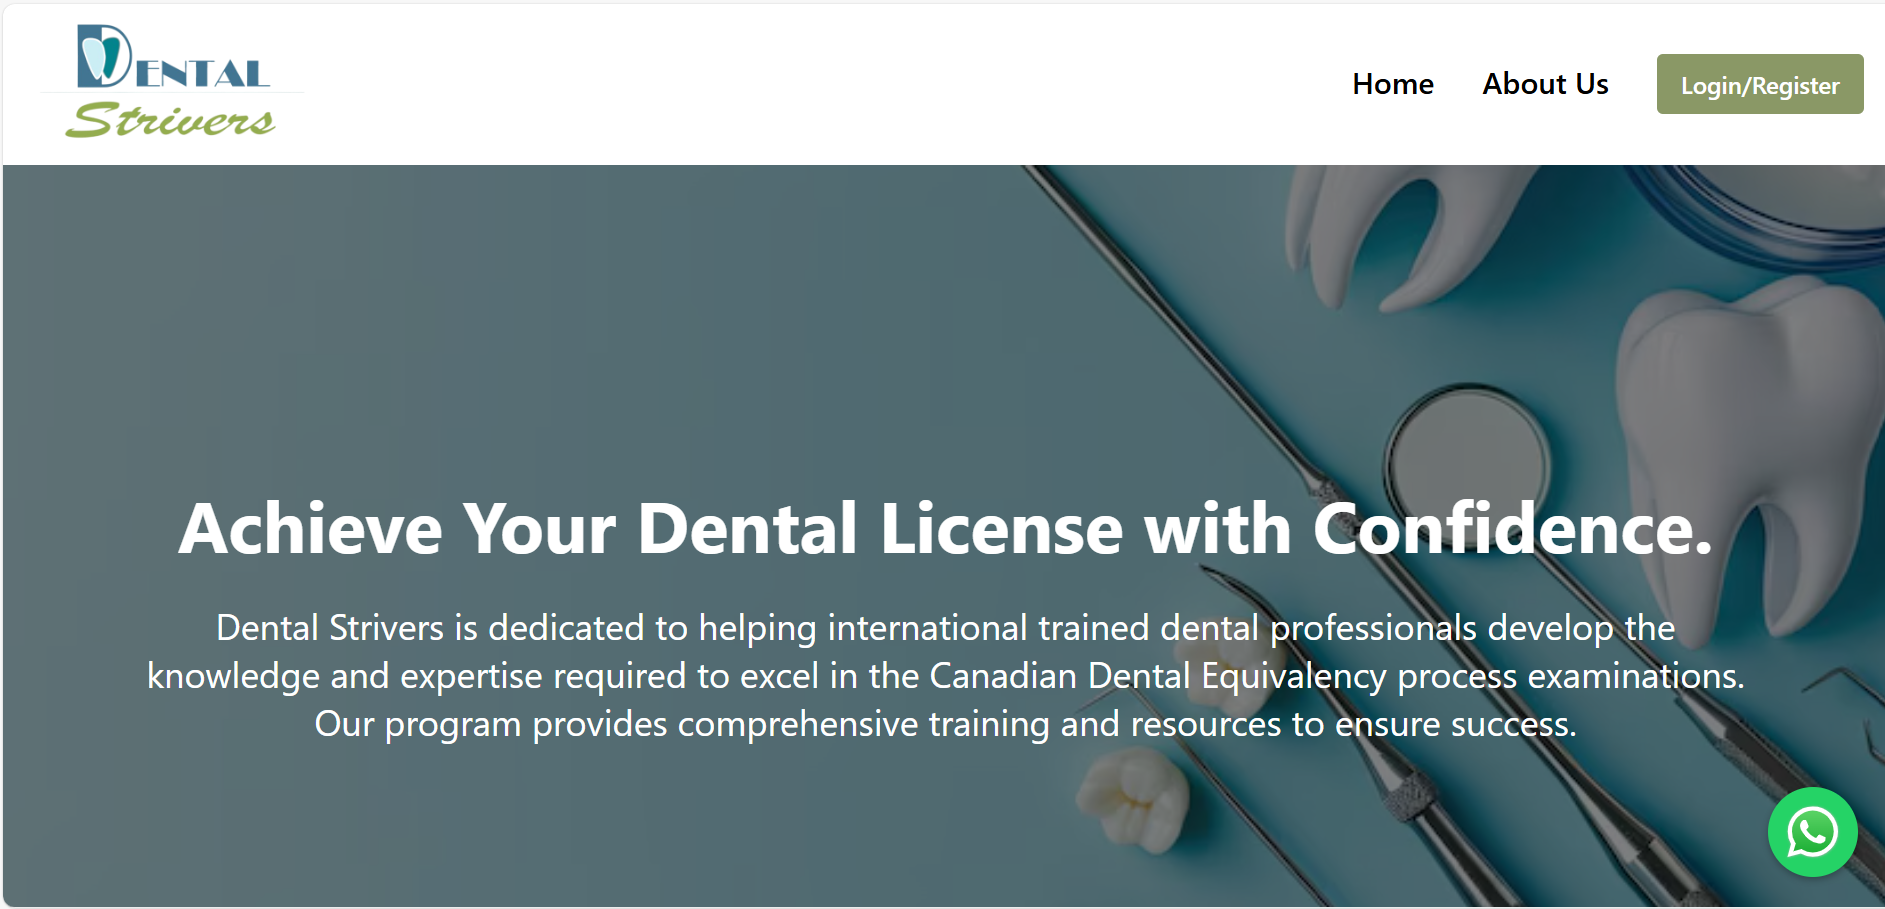 DENTAL
Strivers
Home
About Us
Login/Register
Achieve Your Dental License with Confidence.
Dental Strivers is dedicated to helping international trained dental professionals develop the
knowledge and expertise required to excel in the Canadian Dental Equivalency process examinations.
Our program provides comprehensive training and resources to ensure success.